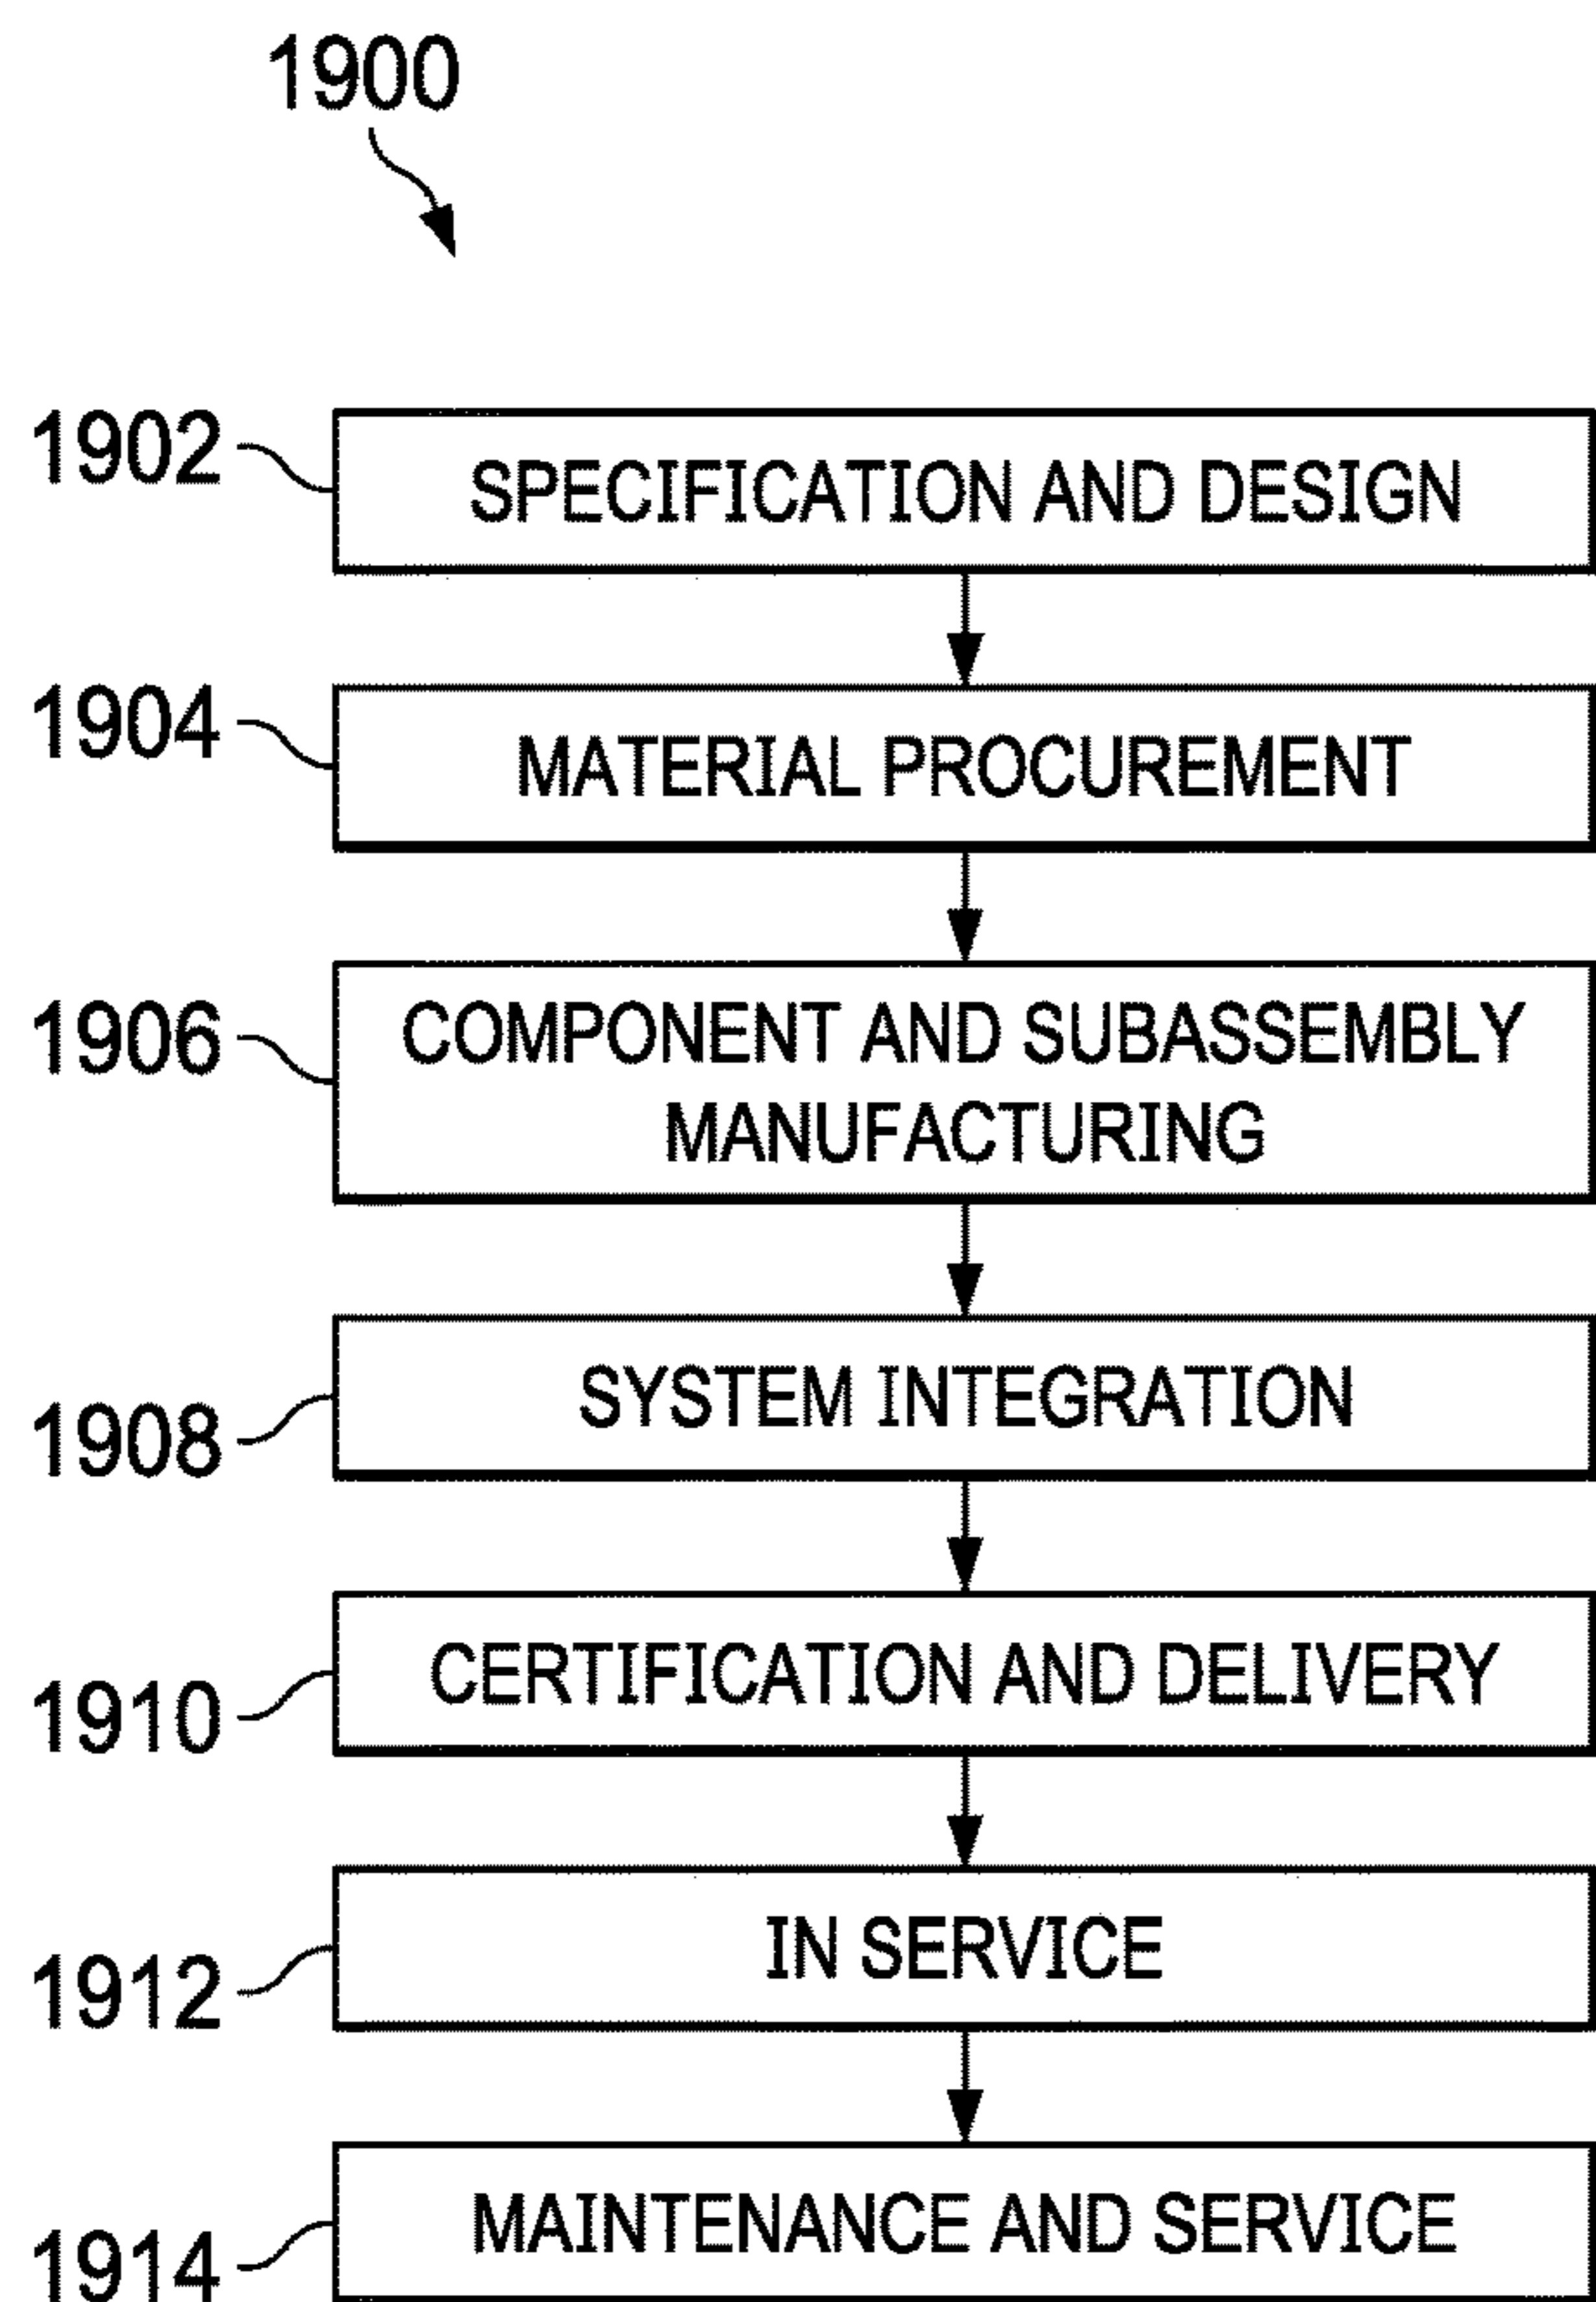 1900
1902
SPECIFICATION AND DESIGN
1904
MATERIAL PROCUREMENT
1906
COMPONENT AND SUBASSEMBLY
MANUFACTURING
1908
SYSTEM INTEGRATION
1910
CERTIFICATION AND DELIVERY
1912
IN SERVICE
1914
MAINTENANCE AND SERVICE